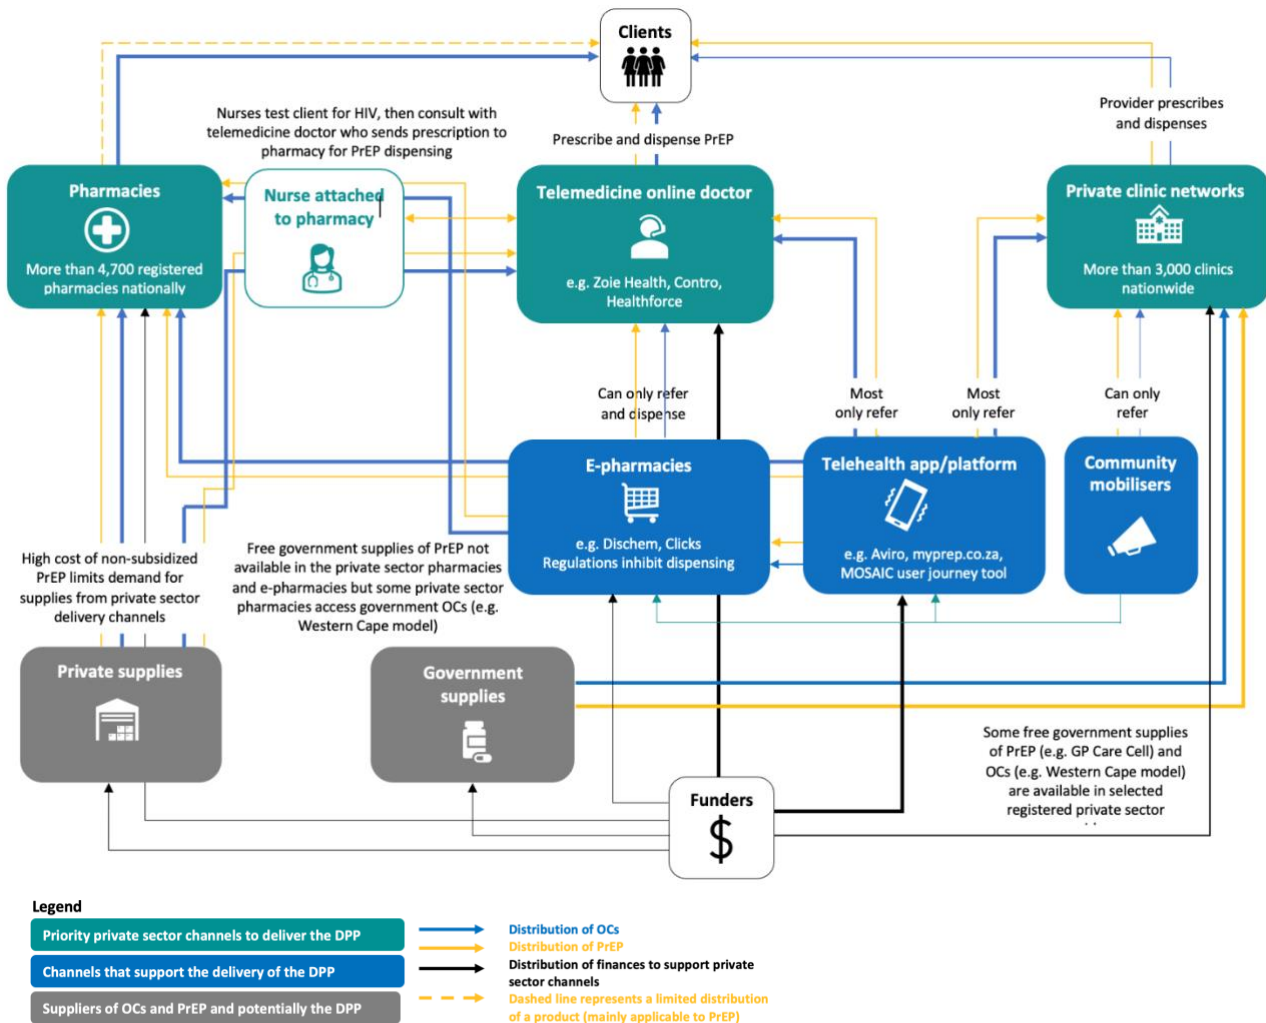 Clients
Nurses test client for HIV, then consult with
telemedicine doctor who sends prescription to
pharmacy for PrEP dispensing
Prescribe and dispense PrEP
Provider prescribes
and dispenses
Pharmacies
More than 4,700 registered
pharmacies nationally
Nurse attached
to pharmacy
Telemedicine online doctor
e.g. Zoie Health, Contro,
Healthforce
Private clinic networks
More than 3,000 clinics
nationwide
Can only refer
and dispense
Most
only refer
Most
only refer
Can only
refer
E-pharmacies
e.g. Dischem, Clicks
Regulations inhibit dispensing
Telehealth app/platform
e.g. Aviro, myprep.co.za,
MOSAIC user journey tool
Community
mobilisers
High cost of non-subsidized
PrEP limits demand for
supplies from private sector
delivery channels
Free government supplies of PrEP not
available in the private sector pharmacies
and e-pharmacies but some private sector
pharmacies access government OCs (e.g.
Western Cape model)
Private supplies
Government
supplies
Some free government supplies
of PrEP (e.g. GP Care Cell) and
OCs (e.g. Western Cape model)
are available in selected
registered private sector
Funders
$
Legend
Priority private sector channels to deliver the DPP
Channels that support the delivery of the DPP
Suppliers of OCs and PrEP and potentially the DPP
Distribution of OCs
Distribution of PrEP
Distribution of finances to support private
sector channels
Dashed line represents a limited distribution
of a product (mainly applicable to PrEP)